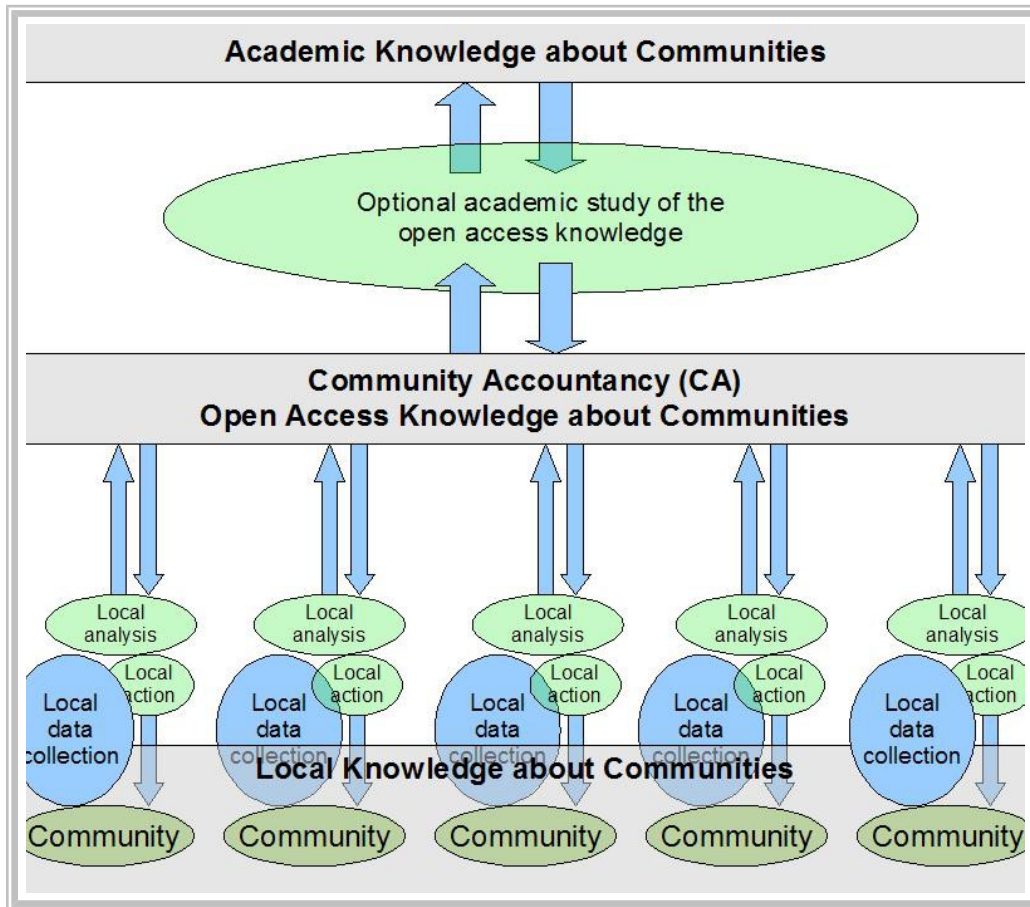 Academic Knowledge about Communities
Optional academic study of the
open access knowledge
Community Accountancy (CA)
Open Access Knowledge about Communities
Local
analysis
Local
analysis
Local
analysis
Local
analysis
Local
analysis
Local
action
Local
action
Local
action
Local
action
Local
action
Local
data
collection
Local
data
collection
Local
data
collection
Local
data
collection
Local
data
collection
Local Knowledge about Communities
Community
Community
Community
Community
Community